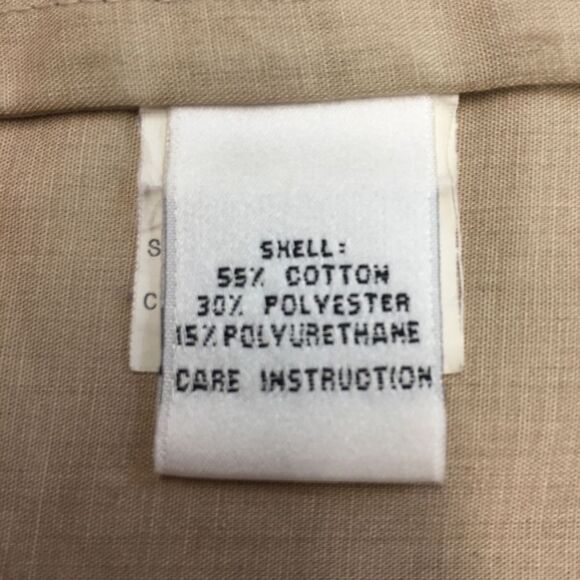 SHELL:
55% COTTON
30% POLYESTER
15% POLYURETHANE
CARE INSTRUCTION
S
C